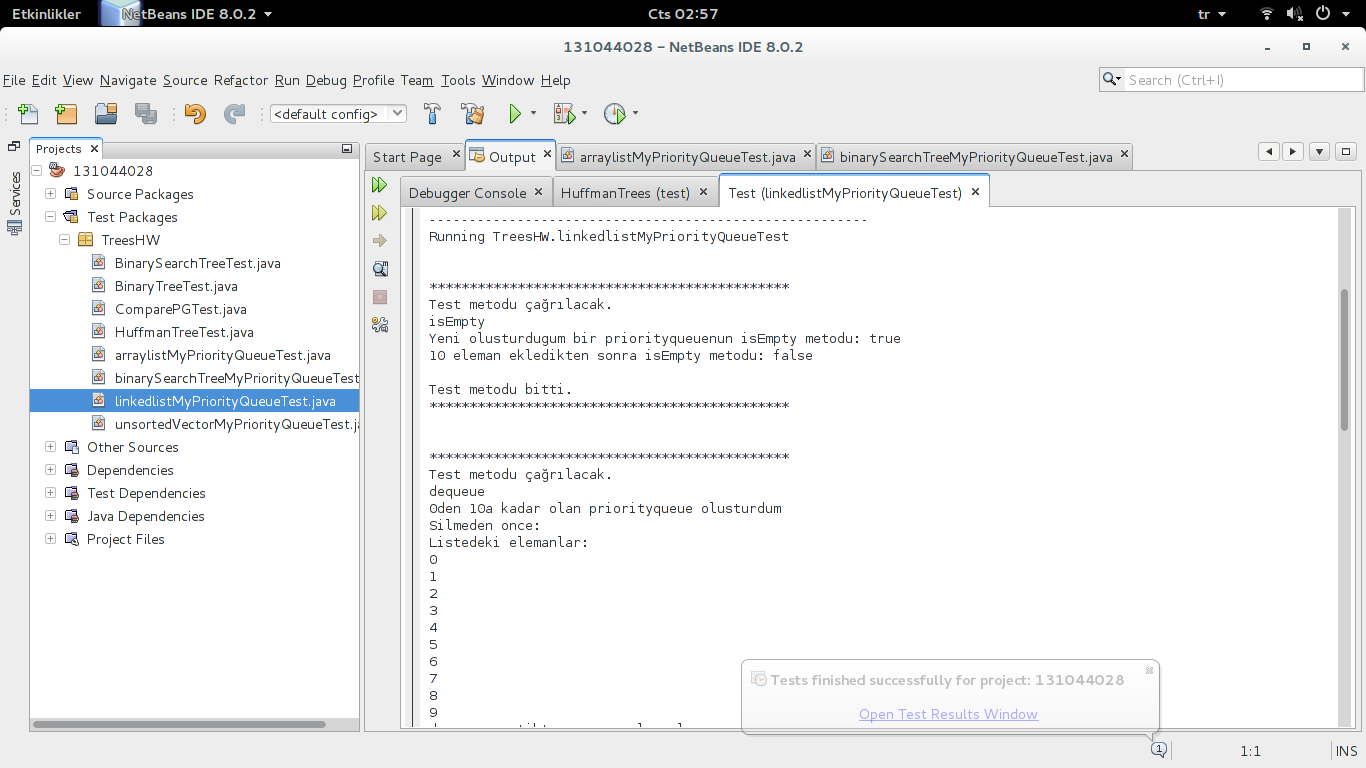 Etkinlikler NetBeans IDE 8.0.2 Cts 02:57 tr
131044028 – NetBeans IDE 8.0.2
File Edit View Navigate Source Refactor Run Debug Profile Team Tools Window Help Search (Ctrl+I)
<default config>
Projects
Services
131044028
Source Packages
Test Packages
TreesHW
BinarySearchTreeTest.java
BinaryTreeTest.java
ComparePGTest.java
HuffmanTreeTest.java
arraylistMyPriorityQueueTest.java
binarySearchTreeMyPriorityQueueTest
linkedlistMyPriorityQueueTest.java
unsortedVectorMyPriorityQueueTest.j
Other Sources
Dependencies
Test Dependencies
Java Dependencies
Project Files
Start Page Output arraylistMyPriorityQueueTest.java binarySearchTreeMyPriorityQueueTest.java
Debugger Console HuffmanTrees (test) Test (linkedlistMyPriorityQueueTest)
-------------------------------------------------------
Running TreesHW.linkedlistMyPriorityQueueTest
*********************************************
Test metodu çağrılacak.
isEmpty
Yeni olusturdugum bir priorityqueuenun isEmpty metodu: true
10 eleman ekledikten sonra isEmpty metodu: false
Test metodu bitti.
*********************************************
*********************************************
Test metodu çağrılacak.
dequeue
0den 10a kadar olan priorityqueue olusturdum
Silmeden once:
Listedeki elemanlar:
0
1
2
3
4
5
6
7
8
9
Tests finished successfully for project: 131044028
Open Test Results Window
1
1:1 INS